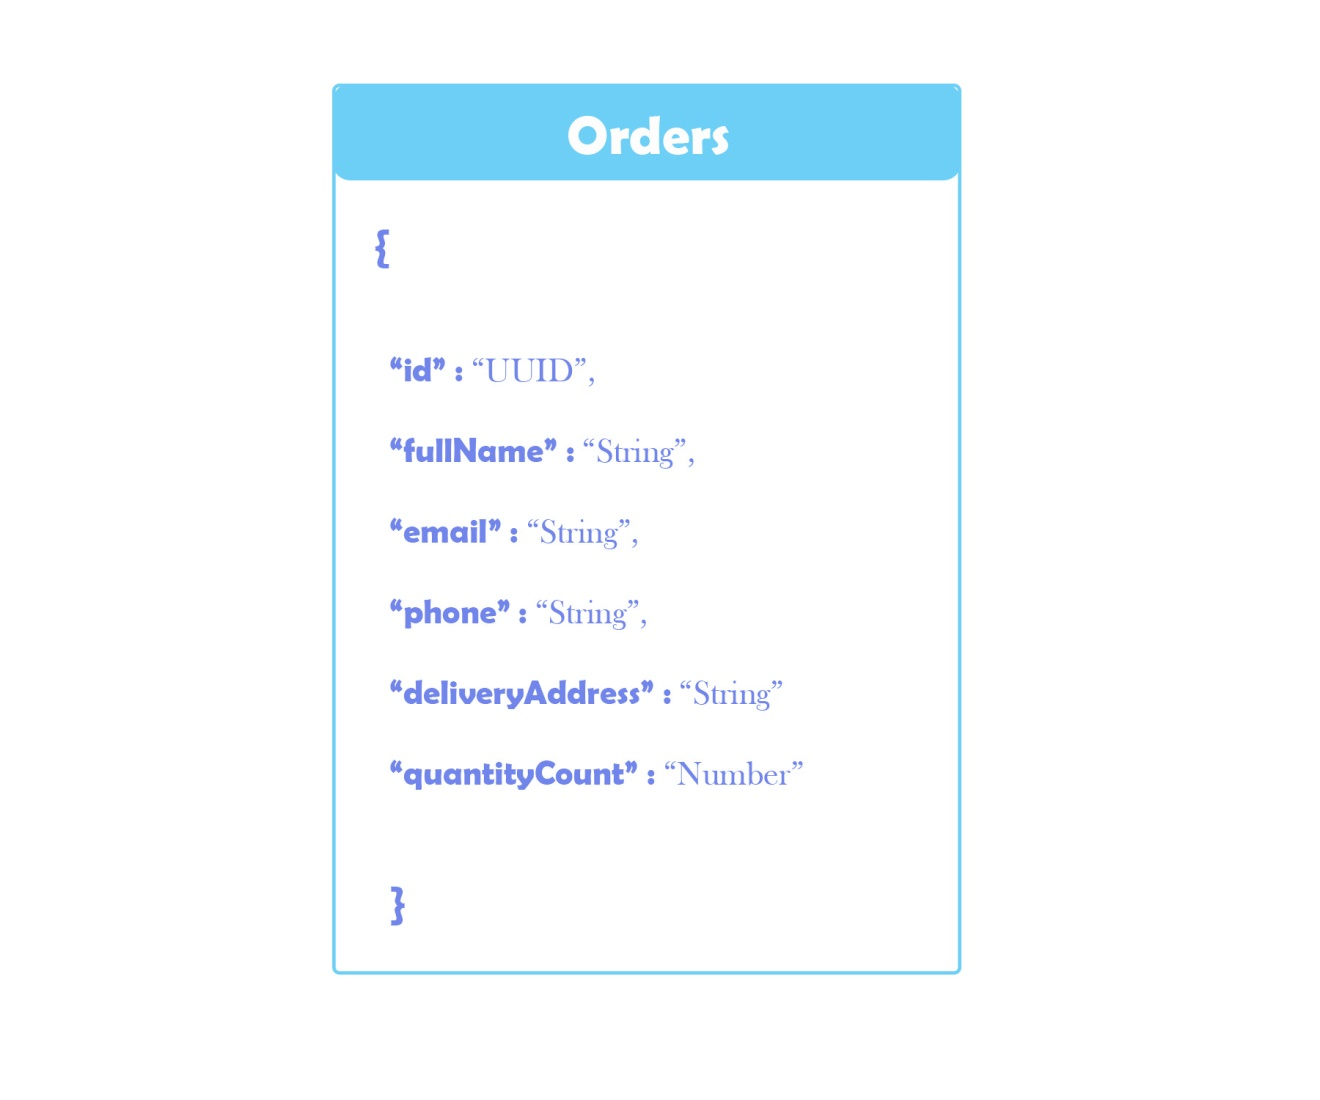 Orders
{
“id” : “UUID”,
“fullName” : “String”,
“email” : “String”,
“phone” : “String”,
“deliveryAddress” : “String”
“quantityCount” : “Number”
}